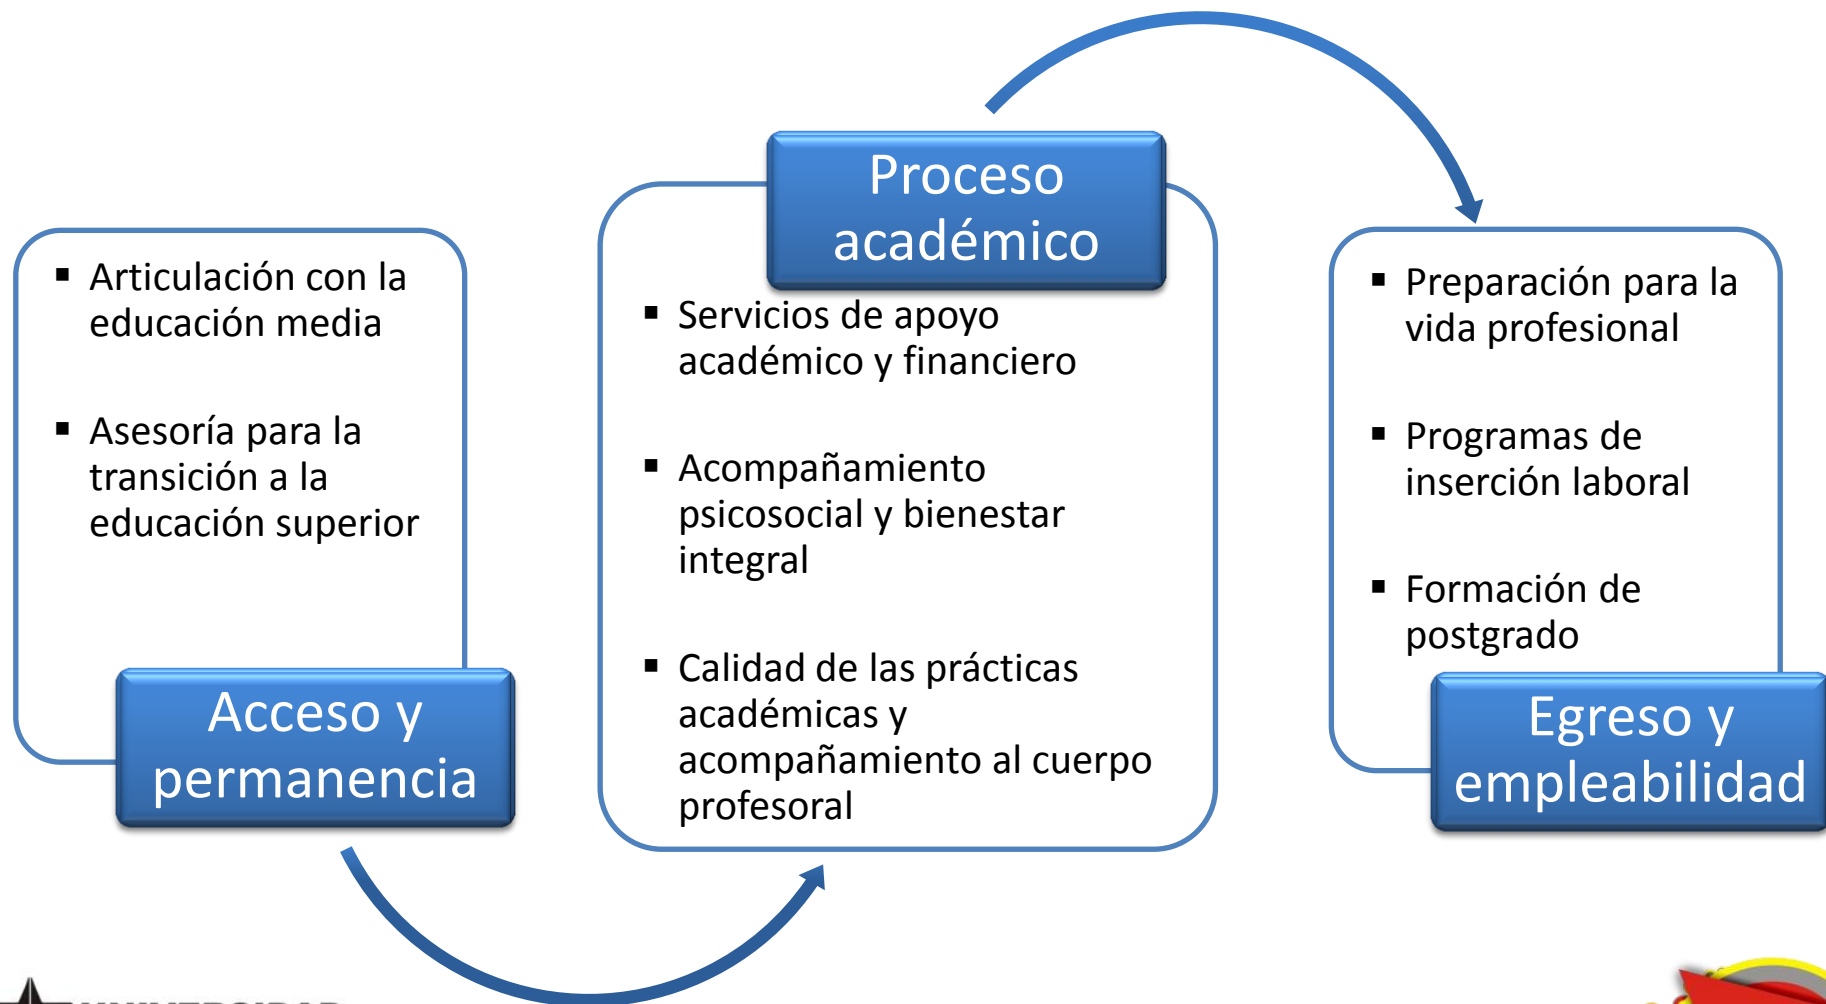 ▪ Articulación con la
educación media
▪ Asesoría para la
transición a la
educación superior
Acceso y
permanencia
Proceso
académico
▪ Servicios de apoyo
académico y financiero
▪ Acompañamiento
psicosocial y bienestar
integral
▪ Calidad de las prácticas
académicas y
acompañamiento al cuerpo
profesoral
▪ Preparación para la
vida profesional
▪ Programas de
inserción laboral
▪ Formación de
postgrado
Egreso y
empleabilidad
UNIVERSIDAD